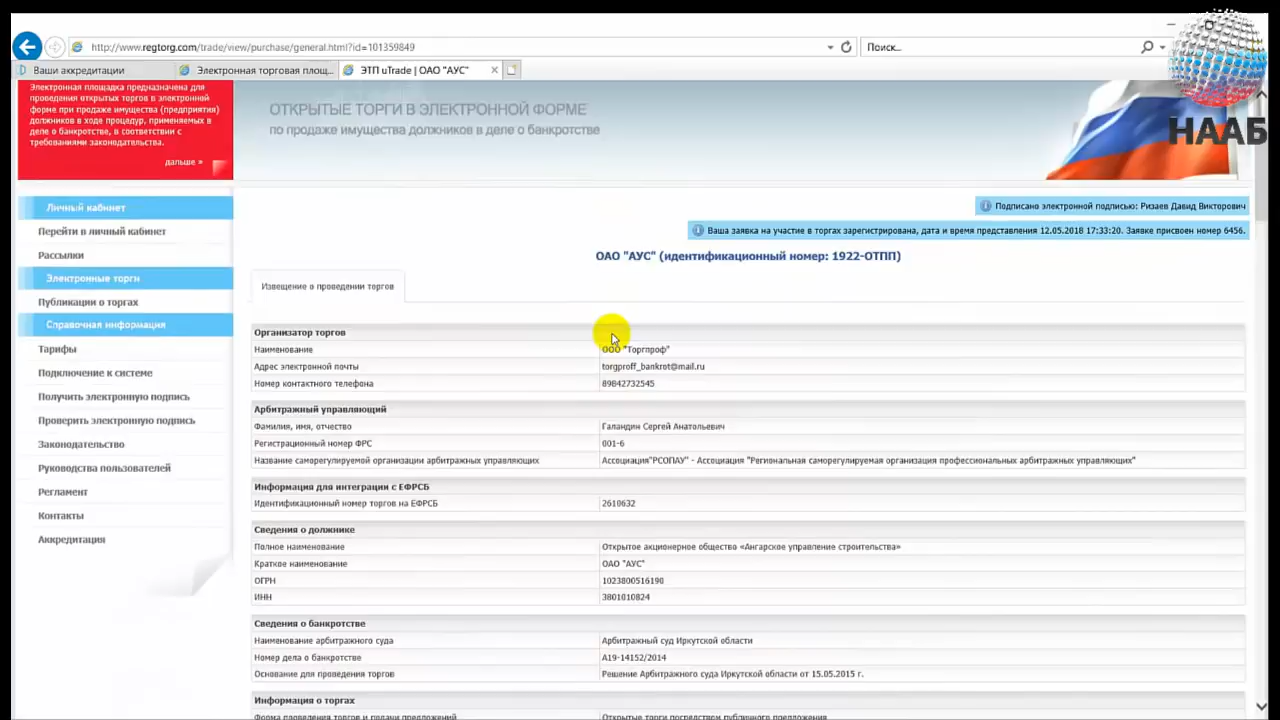 http://www.regtorg.com/trade/view/purchase/general.html?id=101359849
Поиск...
Ваши аккредитации
Электронная торговая площ...
ЭТП uTrade | ОАО "АУС"
НААБ
Электронная площадка предназначена для
проведения открытых торгов в электронной
форме при продаже имущества (предприятия)
должников в ходе процедур, применяемых в
деле о банкротстве, в соответствии с
требованиями законодательства.
дальше »
ОТКРЫТЫЕ ТОРГИ В ЭЛЕКТРОННОЙ ФОРМЕ
по продаже имущества должников в деле о банкротстве
Личный кабинет
Перейти в личный кабинет
Рассылки
Электронные торги
Публикации о торгах
Справочная информация
Тарифы
Подключение к системе
Получить электронную подпись
Проверить электронную подпись
Законодательство
Руководства пользователей
Регламент
Контакты
Аккредитация
Подписано электронной подписью: Ризаев Давид Викторович
Ваша заявка на участие в торгах зарегистрирована, дата и время представления 12.05.2018 17:33:20. Заявке присвоен номер 6456.
ОАО "АУС" (идентификационный номер: 1922-ОТПП)
Извещение о проведении торгов
Организатор торгов
Наименование ООО "Торгпроф"
Адрес электронной почты torgproff_bankrot@mail.ru
Номер контактного телефона 89842732545
Арбитражный управляющий
Фамилия, имя, отчество Галандин Сергей Анатольевич
Регистрационный номер ФРС 001-6
Название саморегулируемой организации арбитражных управляющих Ассоциация"РСОПАУ" - Ассоциация "Региональная саморегулируемая организация профессиональных арбитражных управляющих"
Информация для интеграции с ЕФРСБ
Идентификационный номер торгов на ЕФРСБ 2610632
Сведения о должнике
Полное наименование Открытое акционерное общество «Ангарское управление строительства»
Краткое наименование ОАО "АУС"
ОГРН 1023800516190
ИНН 3801010824
Сведения о банкротстве
Наименование арбитражного суда Арбитражный суд Иркутской области
Номер дела о банкротстве А19-14152/2014
Основание для проведения торгов Решение Арбитражного суда Иркутской области от 15.05.2015 г.
Информация о торгах
Форма проведения торгов и подачи предложений Открытые торги посредством публичного предложения